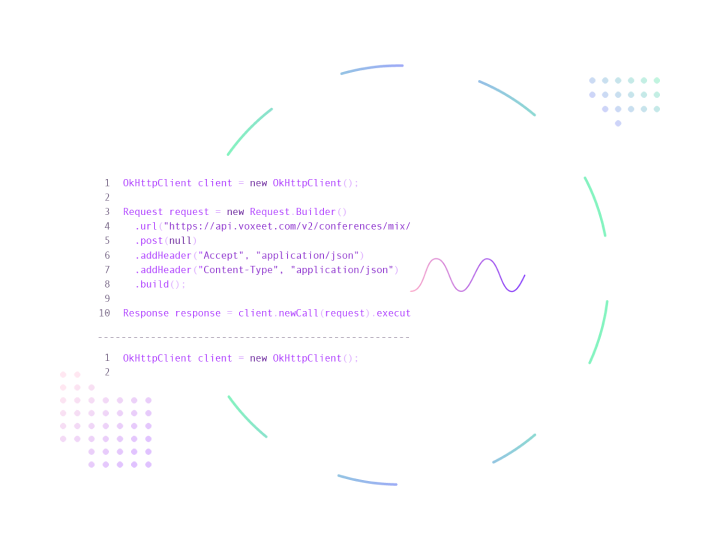 1 OkHttpClient client = new OkHttpClient();
2
3 Request request = new Request.Builder()
4 .url("https://api.voxeet.com/v2/conferences/mix/
5 .post(null)
6 .addHeader("Accept", "application/json")
7 .addHeader("Content-Type", "application/json")
8 .build();
9
10 Response response = client.newCall(request).execut
1 OkHttpClient client = new OkHttpClient();
2